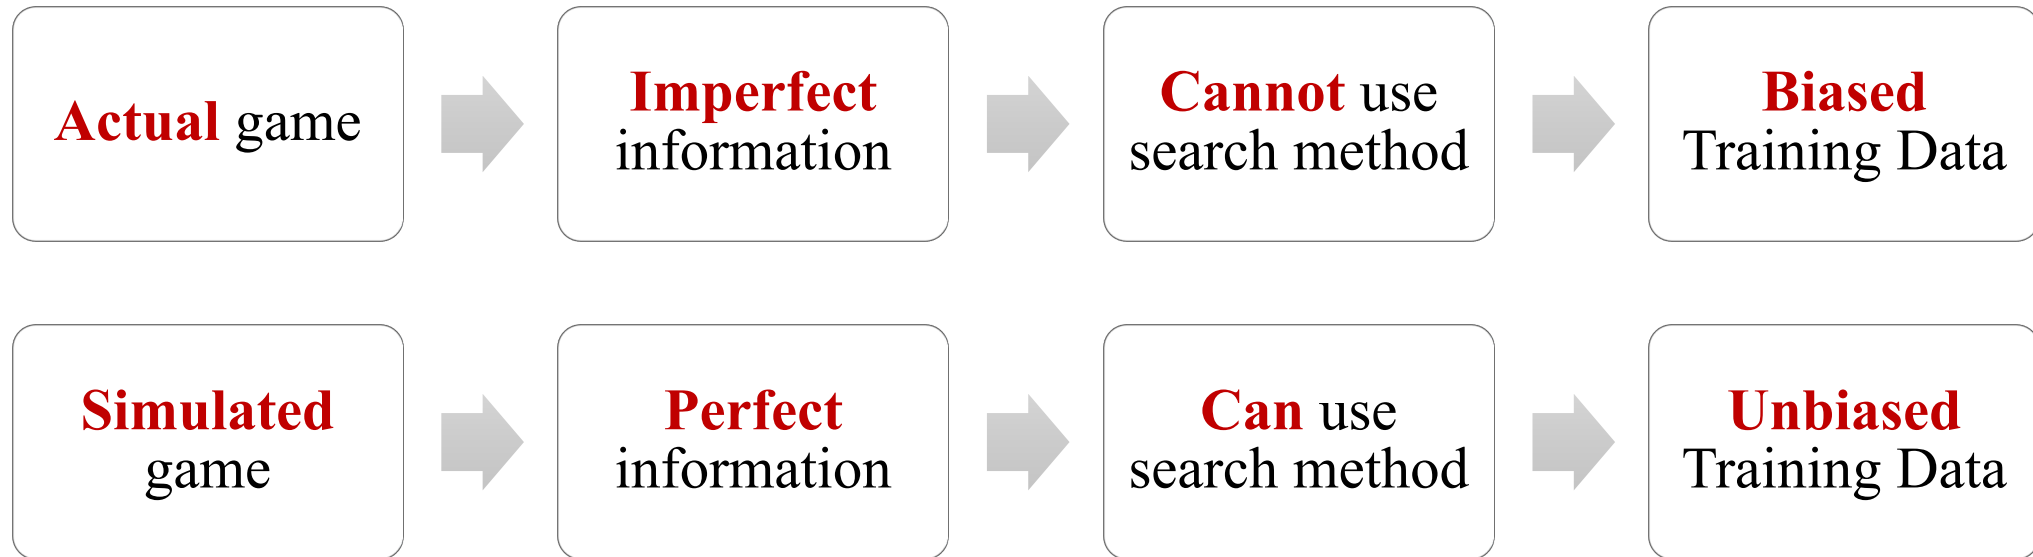 Actual game
Imperfect
information
Cannot use
search method
Biased
Training Data
Simulated
game
Perfect
information
Can use
search method
Unbiased
Training Data